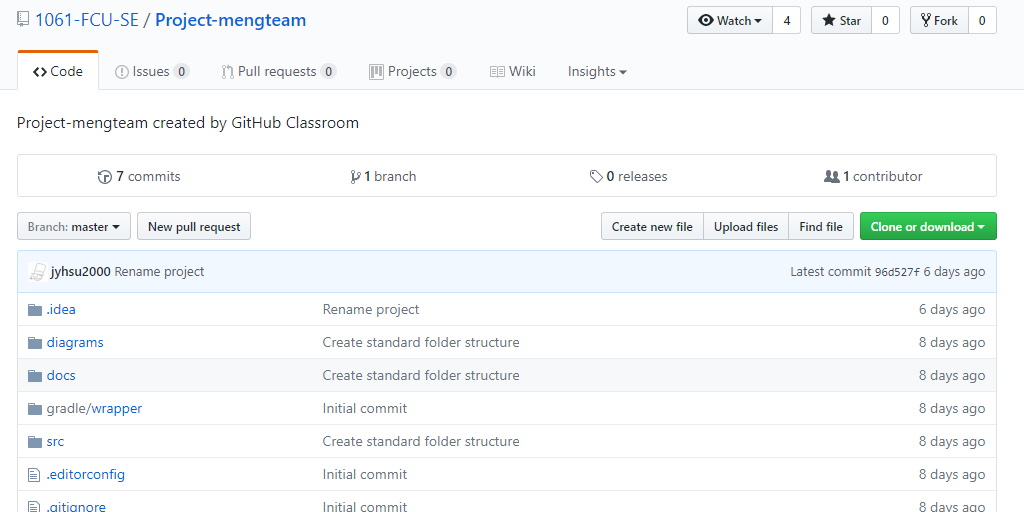 1061-FCU-SE / Project-mengteam
Watch 4 Star 0 Fork 0
Code Issues 0 Pull requests 0 Projects 0 Wiki Insights
Project-mengteam created by GitHub Classroom
7 commits 1 branch 0 releases 1 contributor
Branch: master New pull request Create new file Upload files Find file Clone or download
jyhsu2000 Rename project Latest commit 96d527f 6 days ago
.idea Rename project 6 days ago
diagrams Create standard folder structure 8 days ago
docs Create standard folder structure 8 days ago
gradle/wrapper Initial commit 8 days ago
src Create standard folder structure 8 days ago
.editorconfig Initial commit 8 days ago
.gitignore Initial commit 8 days ago